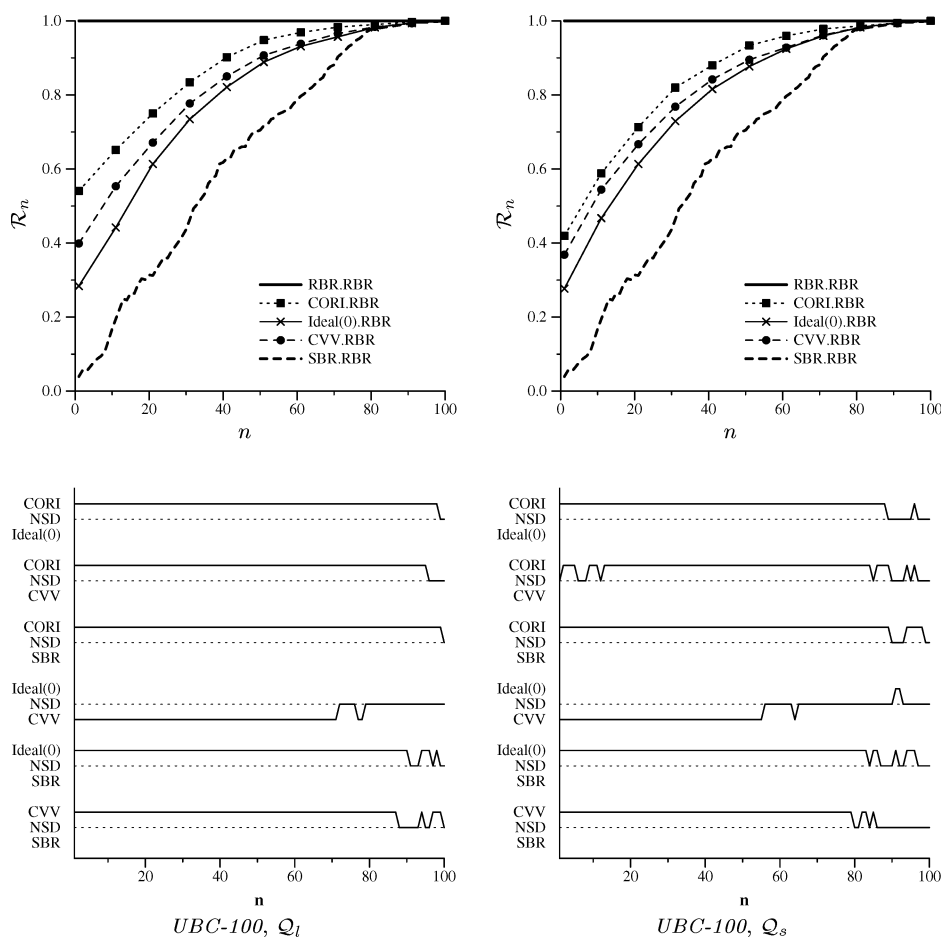 1.0
0.8
0.6
0.4
0.2
0.0
0
20
40
60
80
100
ℛn
n
RBR.RBR
CORI.RBR
Ideal(0).RBR
CVV.RBR
SBR.RBR
1.0
0.8
0.6
0.4
0.2
0.0
0
20
40
60
80
100
ℛn
n
RBR.RBR
CORI.RBR
Ideal(0).RBR
CVV.RBR
SBR.RBR
CORI
NSD
Ideal(0)
CORI
NSD
CVV
CORI
NSD
SBR
Ideal(0)
NSD
CVV
Ideal(0)
NSD
SBR
CVV
NSD
SBR
20
40
60
80
100
n
UBC-100, 𝒬l
CORI
NSD
Ideal(0)
CORI
NSD
CVV
CORI
NSD
SBR
Ideal(0)
NSD
CVV
Ideal(0)
NSD
SBR
CVV
NSD
SBR
20
40
60
80
100
n
UBC-100, 𝒬s